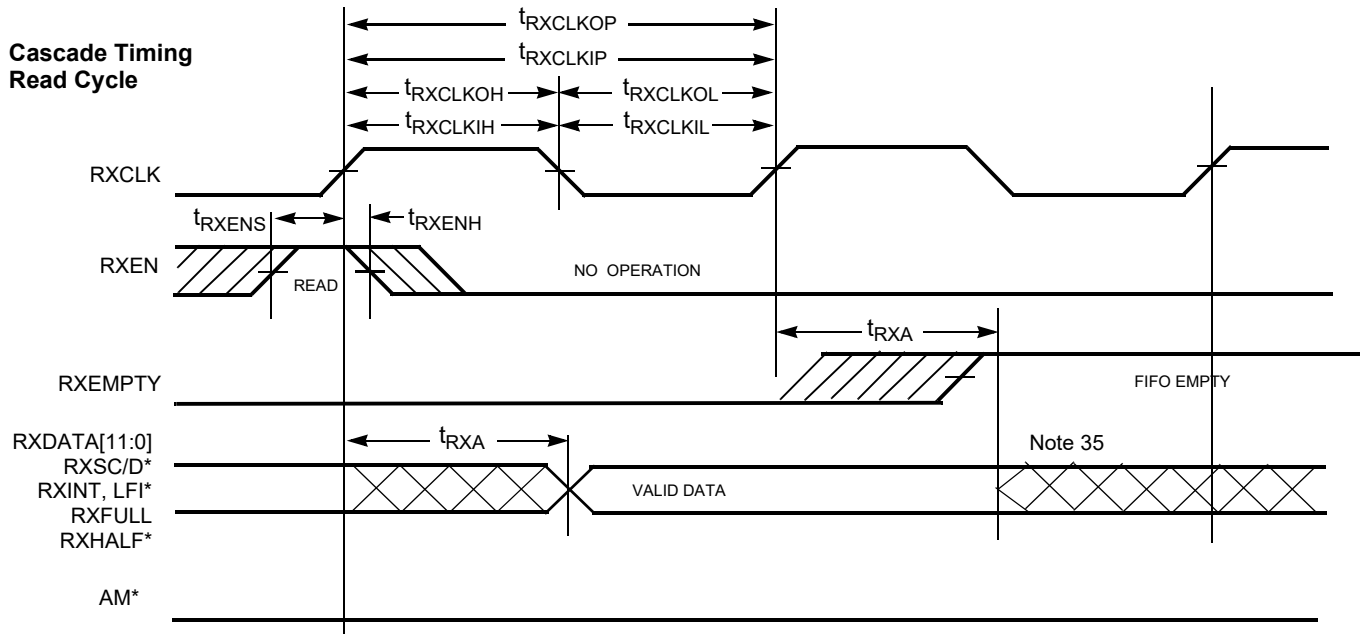 Cascade Timing
Read Cycle
tRXCLKOP
tRXCLKIP
tRXCLKOH
tRXCLKOL
tRXCLKIH
tRXCLKIL
RXCLK
tRXENS
tRXENH
RXEN
READ
NO OPERATION
tRXA
RXEMPTY
FIFO EMPTY
RXDATA[11:0]
tRXA
Note 35
RXSC/D*
RXINT, LFI*
VALID DATA
RXFULL
RXHALF*
AM*